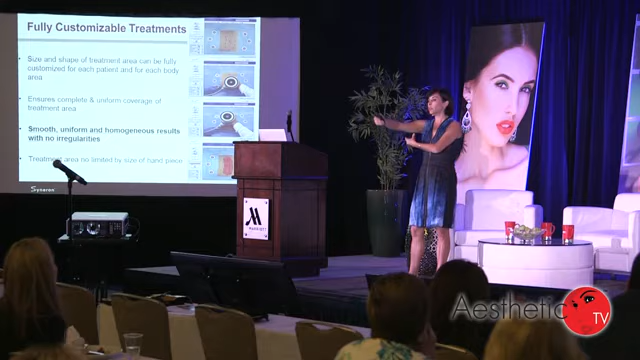 Fully Customizable Treatments
• Size and shape of treatment area can be fully
customized for each patient and for each body
area
• Ensures complete & uniform coverage of
treatment area
• Smooth, uniform and homogeneous results
with no irregularities
• Treatment area no limited by size of hand piece
Syneron
MARRIOTT
Aesthetic
TV